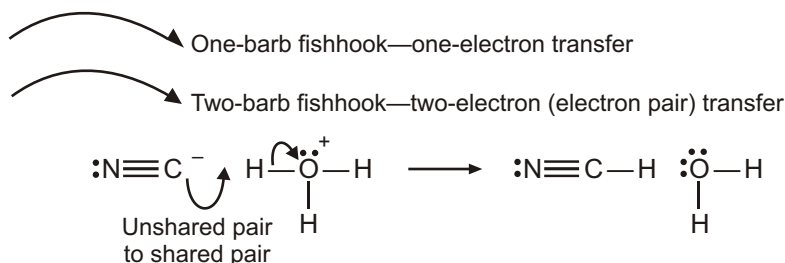 One-barb fishhook—one-electron transfer
Two-barb fishhook—two-electron (electron pair) transfer
:N≡C⁻ H—Ö⁺—H ⟶ :N≡C—H :Ö—H
H H
Unshared pair
to shared pair